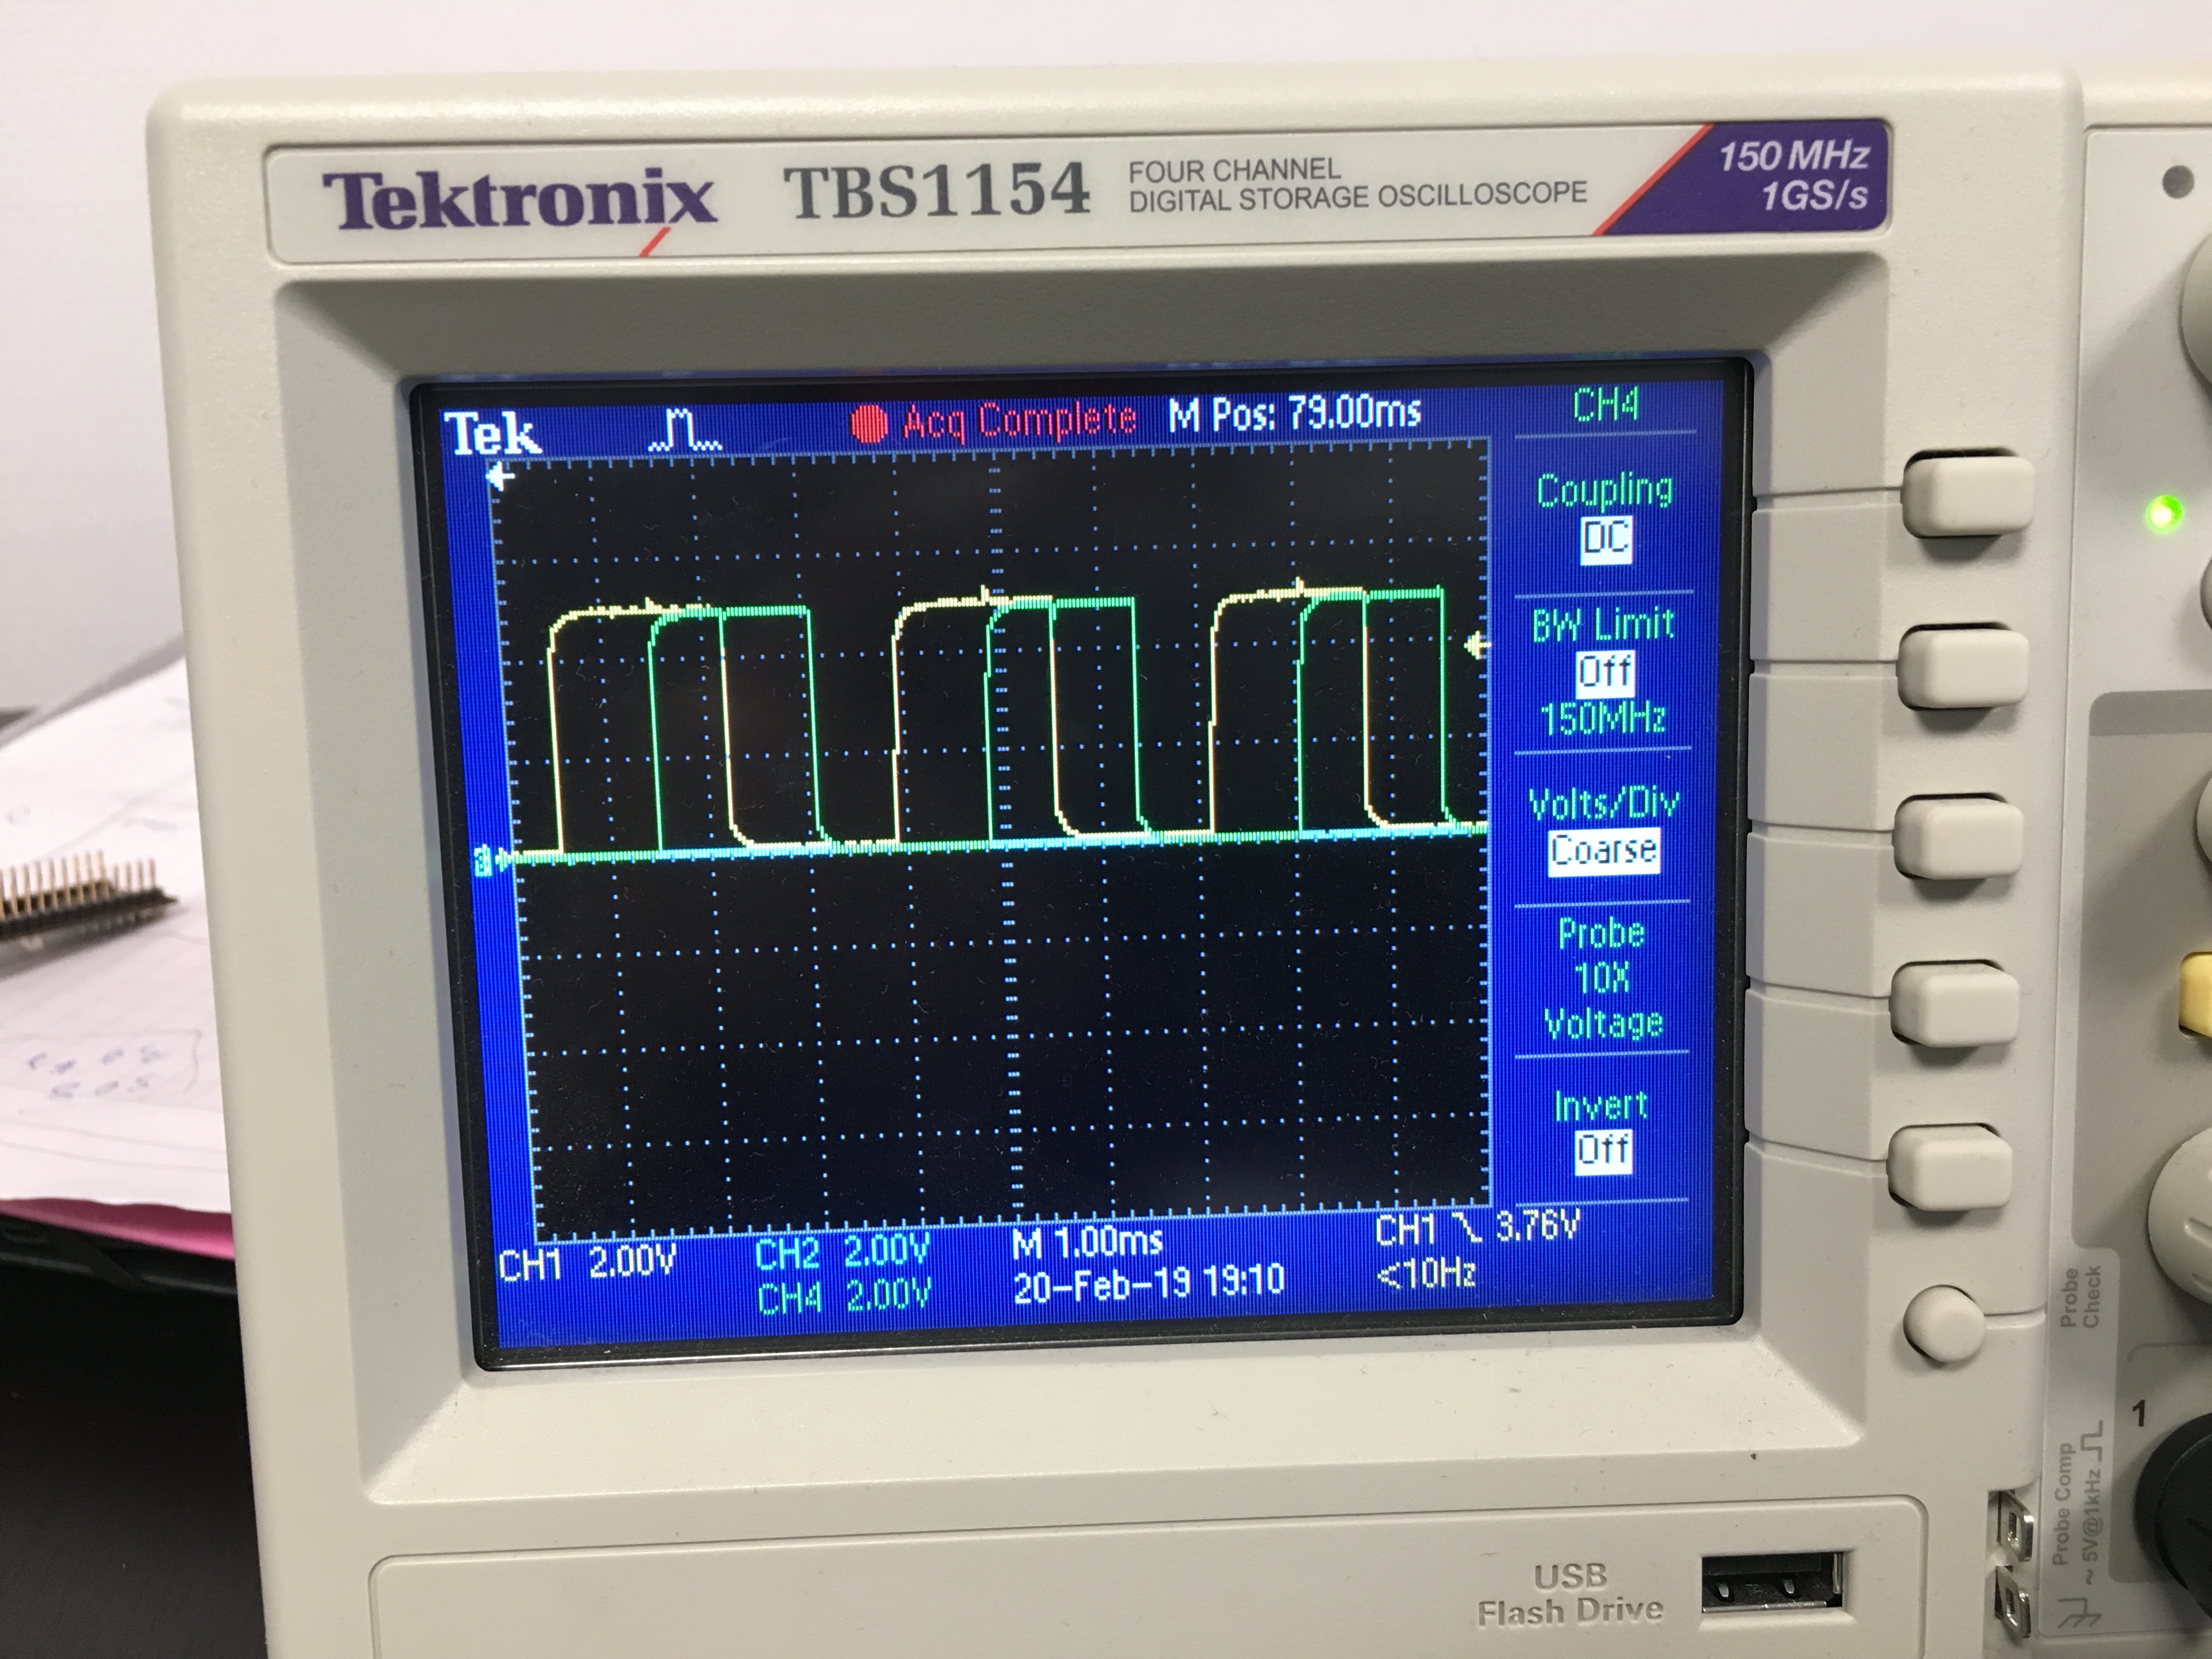 Tektronix TBS1154 FOUR CHANNEL
DIGITAL STORAGE OSCILLOSCOPE
150 MHz
1GS/s
Tek Acq Complete M Pos: 79.00ms CH4
Coupling
DC
BW Limit
Off
150MHz
Volts/Div
Coarse
Probe
10X
Voltage
Invert
Off
CH1 2.00V CH2 2.00V M 1.00ms CH1 3.76V
CH4 2.00V 20-Feb-19 19:10 <10Hz
Probe
Check
1
Probe Comp
~ 5V@1kHz
USB
Flash Drive